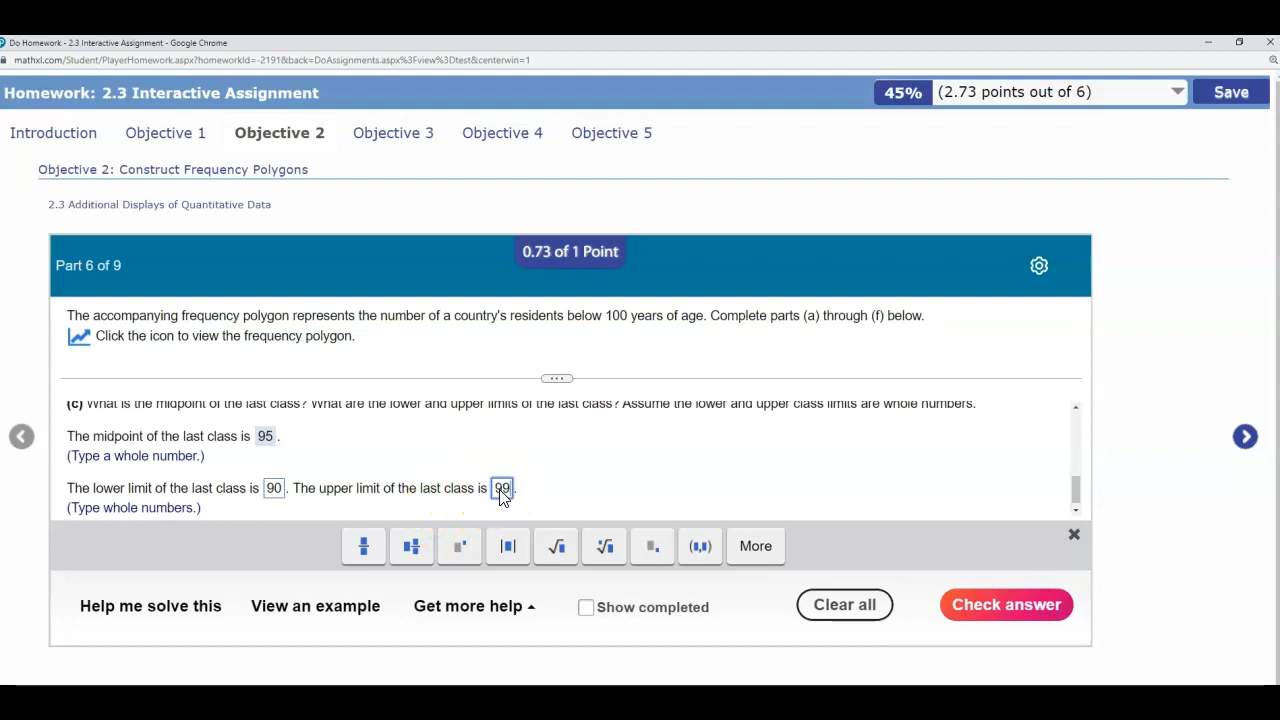 Do Homework - 2.3 Interactive Assignment - Google Chrome
mathxl.com/Student/PlayerHomework.aspx?homeworkId=-2191&back=DoAssignments.aspx%3Fview%3Dtest&centerwin=1
Homework: 2.3 Interactive Assignment 45% (2.73 points out of 6) Save
Introduction Objective 1 Objective 2 Objective 3 Objective 4 Objective 5
Objective 2: Construct Frequency Polygons
2.3 Additional Displays of Quantitative Data
Part 6 of 9 0.73 of 1 Point
The accompanying frequency polygon represents the number of a country's residents below 100 years of age. Complete parts (a) through (f) below.
Click the icon to view the frequency polygon.
(c) What is the midpoint of the last class? What are the lower and upper limits of the last class? Assume the lower and upper class limits are whole numbers.
The midpoint of the last class is 95.
(Type a whole number.)
The lower limit of the last class is 90. The upper limit of the last class is 99.
(Type whole numbers.)
More
Help me solve this View an example Get more help Show completed Clear all Check answer